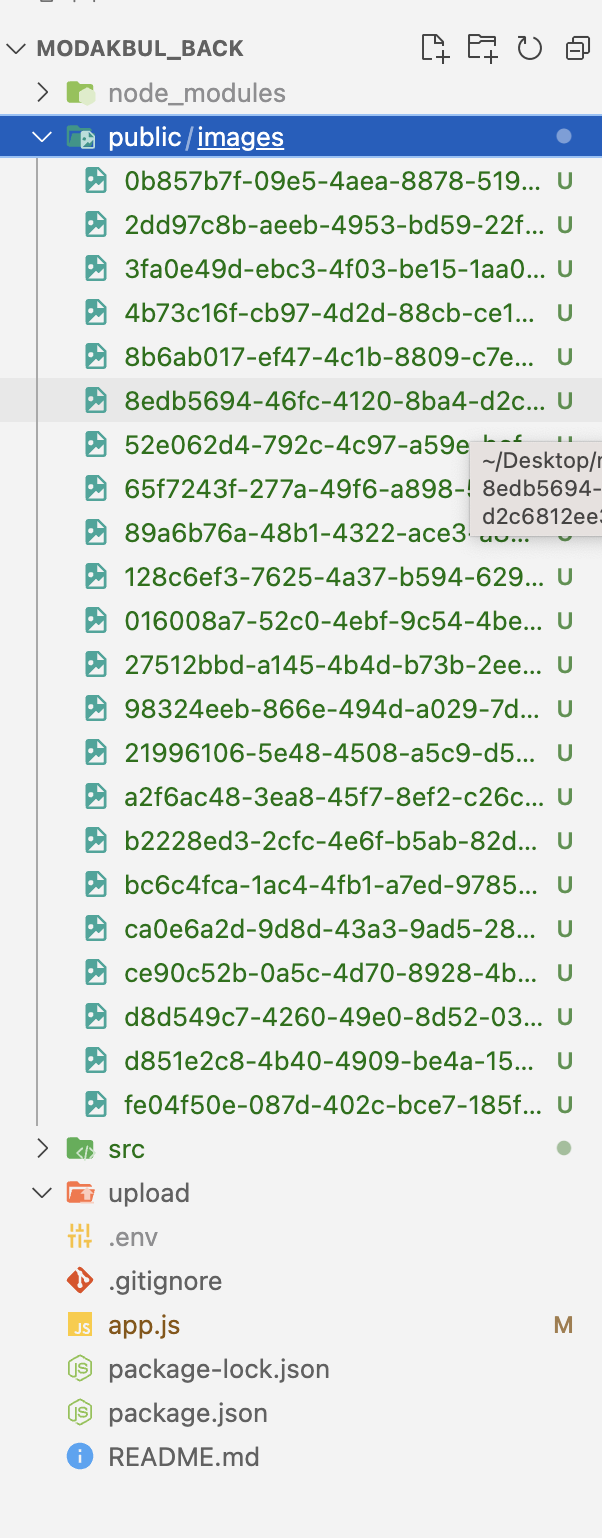 MODAKBUL_BACK
node_modules
public/images
0b857b7f-09e5-4aea-8878-519... U
2dd97c8b-aeeb-4953-bd59-22f... U
3fa0e49d-ebc3-4f03-be15-1aa0... U
4b73c16f-cb97-4d2d-88cb-ce1... U
8b6ab017-ef47-4c1b-8809-c7e... U
8edb5694-46fc-4120-8ba4-d2c... U
52e062d4-792c-4c97-a59e
~/Desktop/
65f7243f-277a-49f6-a898
8edb5694-
89a6b76a-48b1-4322-ace3
d2c6812ee
128c6ef3-7625-4a37-b594-629... U
016008a7-52c0-4ebf-9c54-4be... U
27512bbd-a145-4b4d-b73b-2ee... U
98324eeb-866e-494d-a029-7d... U
21996106-5e48-4508-a5c9-d5... U
a2f6ac48-3ea8-45f7-8ef2-c26c... U
b2228ed3-2cfc-4e6f-b5ab-82d... U
bc6c4fca-1ac4-4fb1-a7ed-9785... U
ca0e6a2d-9d8d-43a3-9ad5-28... U
ce90c52b-0a5c-4d70-8928-4b... U
d8d549c7-4260-49e0-8d52-03... U
d851e2c8-4b40-4909-be4a-15... U
fe04f50e-087d-402c-bce7-185f... U
src
upload
.env
.gitignore
JS app.js M
package-lock.json
package.json
README.md